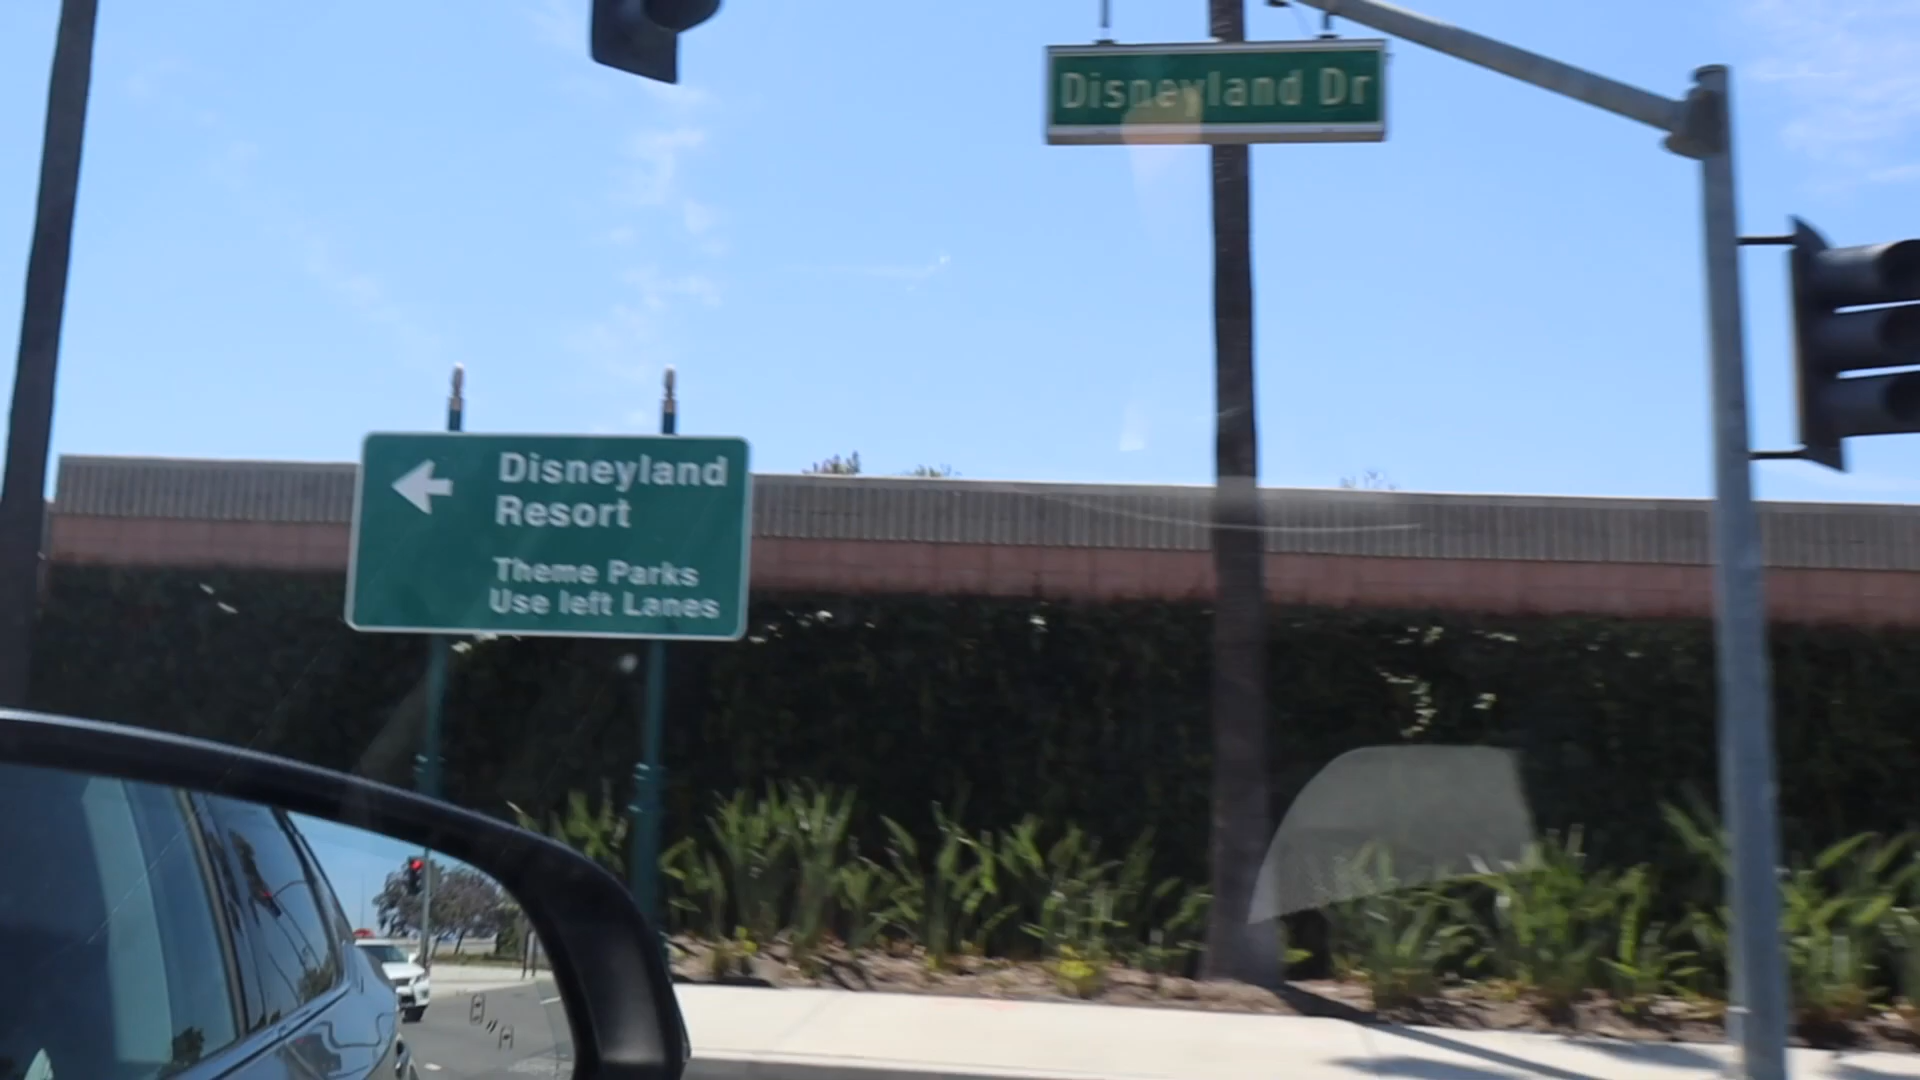 Disneyland Dr
Disneyland
Resort
Theme Parks
Use left Lanes